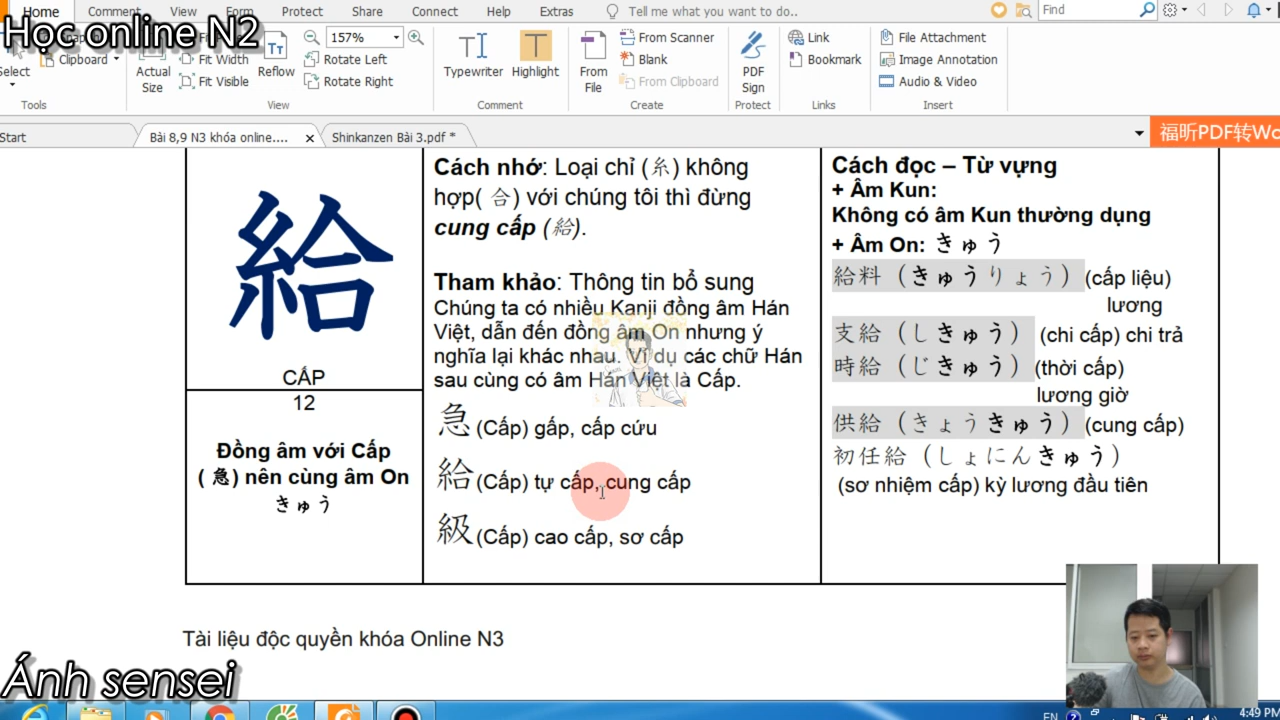 Home Comment View Form Protect Share Connect Help Extras Tell me what you want to do.. Find
Học online N2
Select
Clipboard
Actual Size
Fit Width
Fit Visible
Reflow
157%
Rotate Left
Rotate Right
Typewriter
Highlight
From File
From Scanner
Blank
From Clipboard
PDF Sign
Link
Bookmark
File Attachment
Image Annotation
Audio & Video
Tools View Comment Create Protect Links Insert
Start Bài 8,9 N3 khóa online.... Shinkanzen Bài 3.pdf *
福昕PDF转Wo
給
CẤP
12
Đồng âm với Cấp
( 急) nên cùng âm On
きゅう
Cách nhớ: Loại chỉ (糸) không
hợp( 合) với chúng tôi thì đừng
cung cấp (給).
Tham khảo: Thông tin bổ sung
Chúng ta có nhiều Kanji đồng âm Hán
Việt, dẫn đến đồng âm On nhưng ý
nghĩa lại khác nhau. Ví dụ các chữ Hán
sau cùng có âm Hán Việt là Cấp.
急 (Cấp) gấp, cấp cứu
給 (Cấp) tự cấp, cung cấp
級 (Cấp) cao cấp, sơ cấp
Cách đọc – Từ vựng
+ Âm Kun:
Không có âm Kun thường dụng
+ Âm On: きゅう
給料（きゅうりょう）(cấp liệu)
lương
支給（しきゅう） (chi cấp) chi trả
時給（じきゅう） (thời cấp)
lương giờ
供給（きょうきゅう）(cung cấp)
初任給（しょにんきゅう）
(sơ nhiệm cấp) kỳ lương đầu tiên
Tài liệu độc quyền khóa Online N3
Ánh sensei
EN
4:49 PM